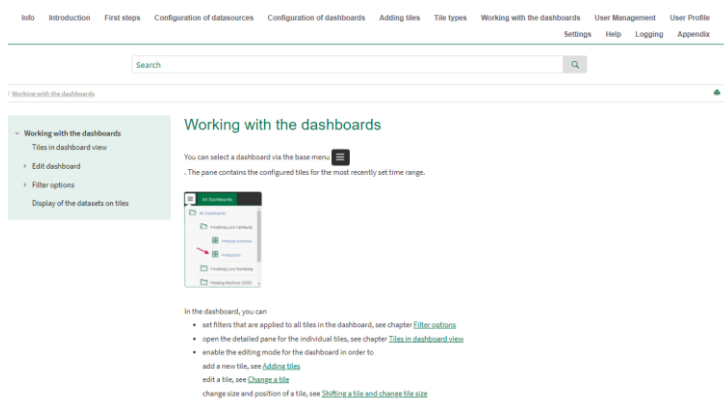 Info Introduction First steps Configuration of datasources Configuration of dashboards Adding tiles Tile types Working with the dashboards User Management User Profile
Settings Help Logging Appendix
Search
/ Working with the dashboards
Working with the dashboards
Tiles in dashboard view
Edit dashboard
Filter options
Display of the datasets on tiles
Working with the dashboards
You can select a dashboard via the base menu
. The pane contains the configured tiles for the most recently set time range.
All Dashboards
All Dashboards
Production
In the dashboard, you can
set filters that are applied to all tiles in the dashboard, see chapter Filter options
open the detailed pane for the individual tiles, see chapter Tiles in dashboard view
enable the editing mode for the dashboard in order to
add a new tile, see Adding tiles
edit a tile, see Change a tile
change size and position of a tile, see Shifting a tile and change tile size